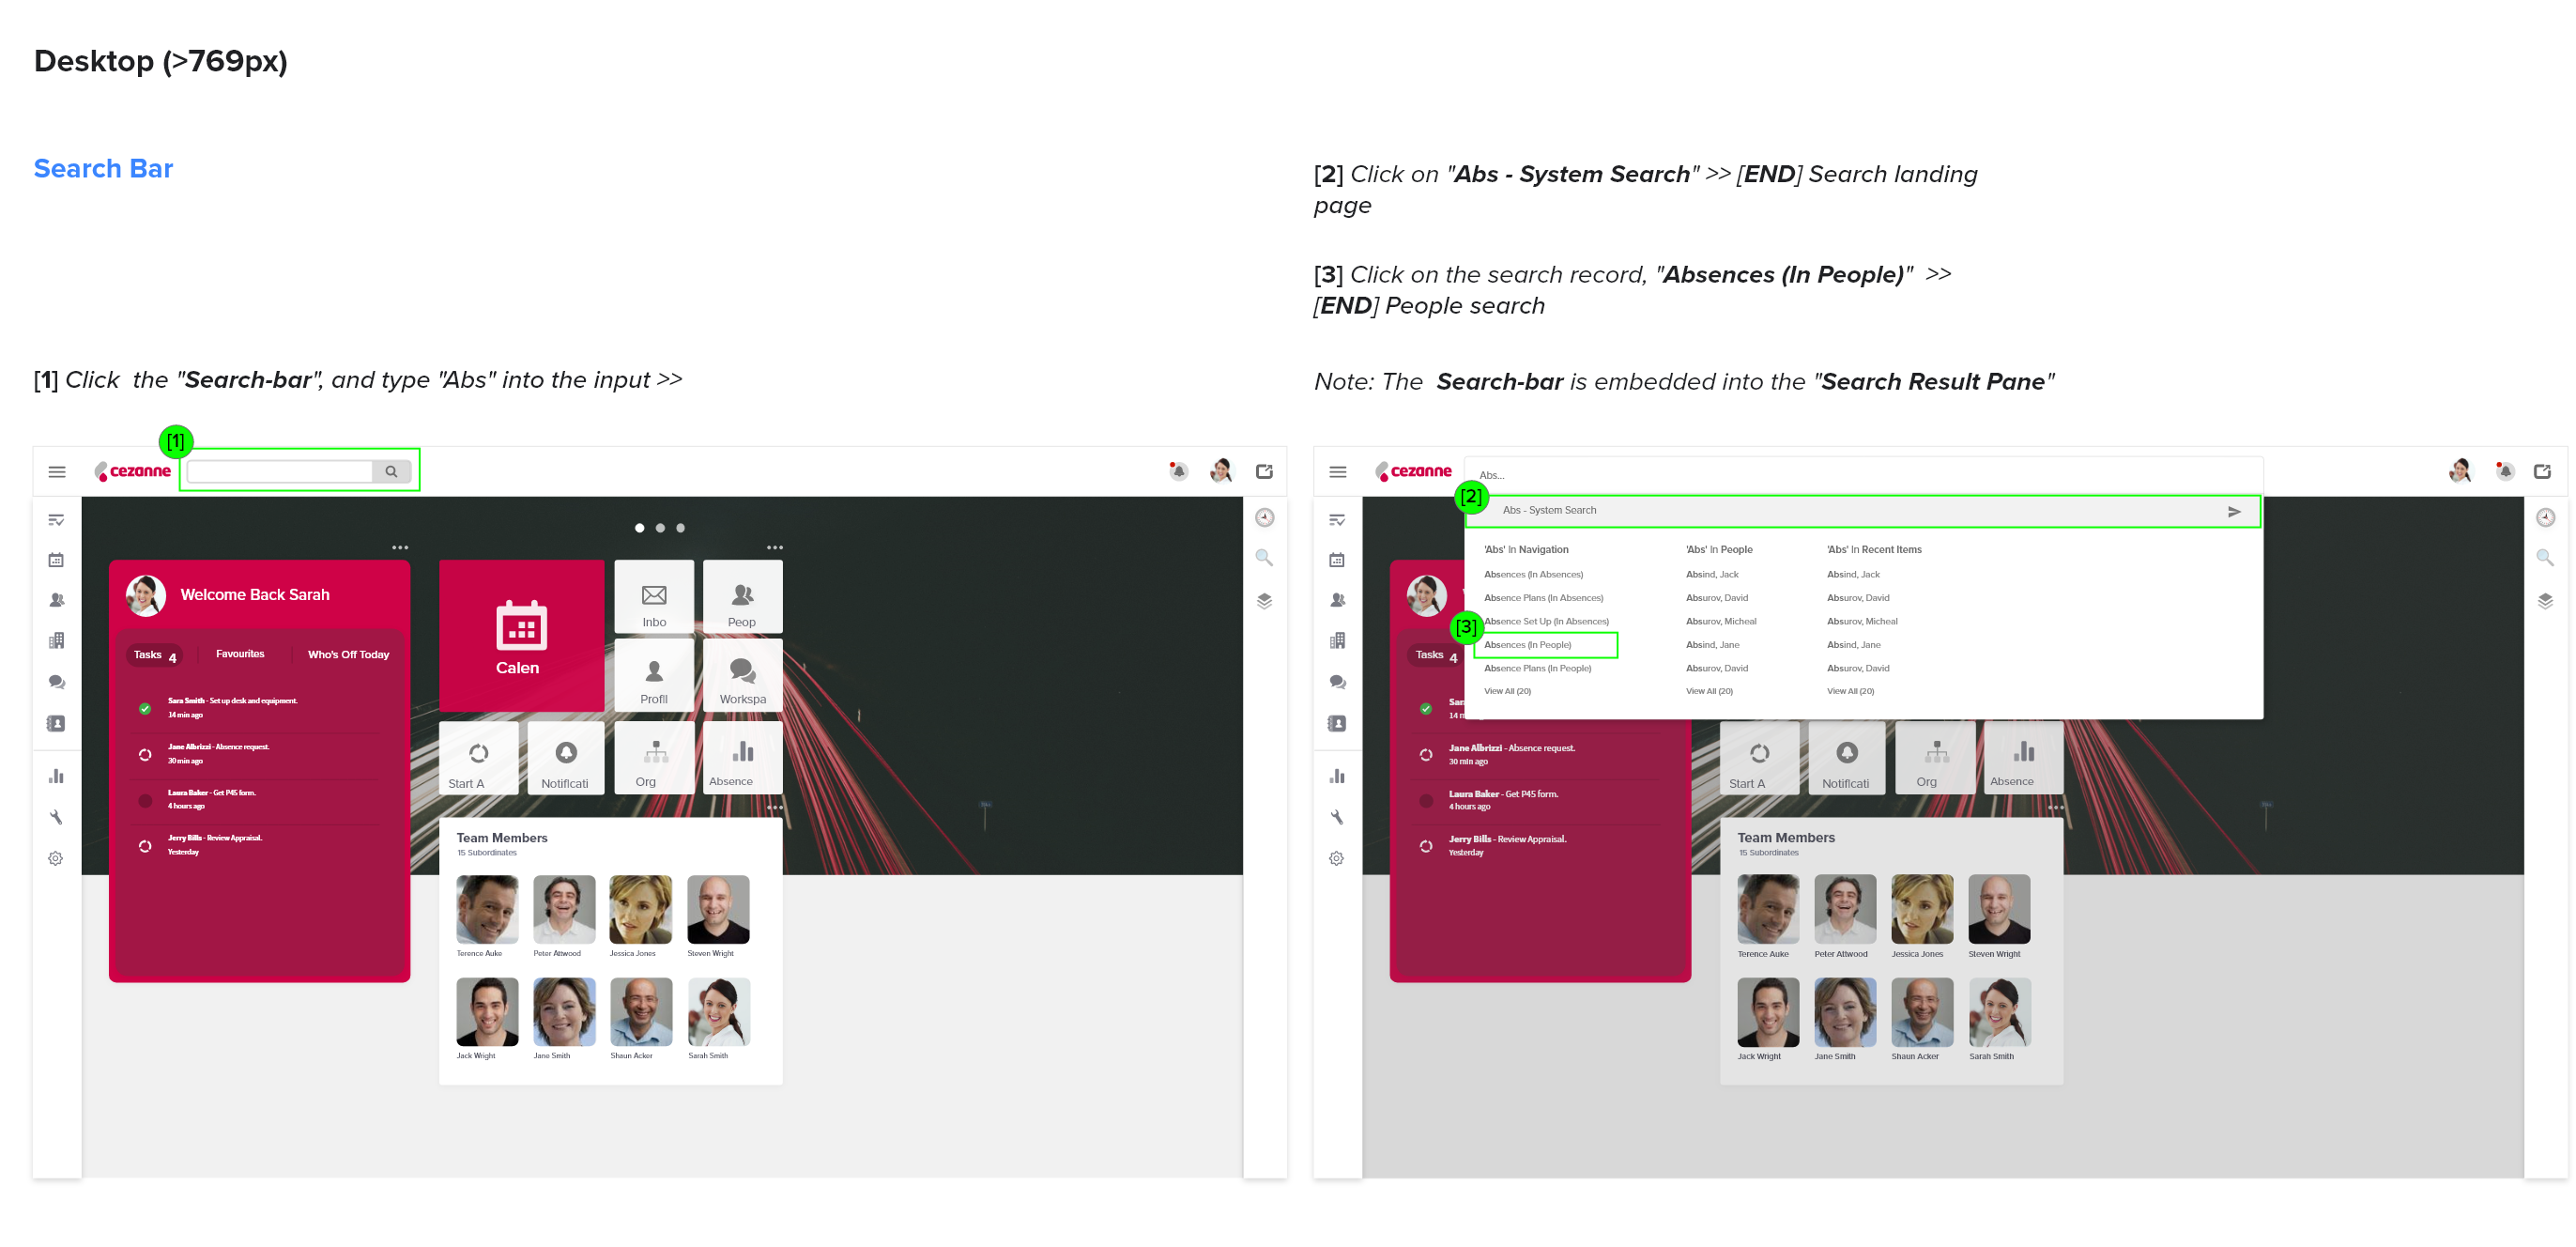 Desktop (>769px)
Search Bar
[1] Click  the "Search-bar", and type "Abs" into the input >>
[2] Click on "Abs - System Search" >> [END] Search landing
page
[3] Click on the search record, "Absences (In People)"  >>
[END] People search
Note: The  Search-bar is embedded into the "Search Result Pane"
[1]
cezanne
Welcome Back Sarah
Tasks 4
Favourites
Who's Off Today
Sara Smith - Set up desk and equipment.
14 min ago
Jane Albrizzi - Absence request.
30 min ago
Laura Baker - Get P45 form.
4 hours ago
Jerry Bills - Review Appraisal.
Yesterday
Calen
Inbo
Peop
Profil
Workspa
Start A
Notificati
Org
Absence
Team Members
15 Subordinates
Terence Auke
Peter Attwood
Jessica Jones
Steven Wright
Jack Wright
Jane Smith
Shaun Acker
Sarah Smith
cezanne
Abs...
[2]
Abs - System Search
'Abs' In Navigation
Absences (In Absences)
Absence Plans (In Absences)
Absence Set Up (In Absences)
[3]
Absences (In People)
Absence Plans (In People)
View All (20)
'Abs' In People
Absind, Jack
Absurov, David
Absurov, Micheal
Absind, Jane
Absurov, David
View All (20)
'Abs' In Recent Items
Absind, Jack
Absurov, David
Absurov, Micheal
Absind, Jane
Absurov, David
View All (20)
Tasks 4
Sar
14 m
Jane Albrizzi - Absence request.
30 min ago
Laura Baker - Get P45 form.
4 hours ago
Jerry Bills - Review Appraisal.
Yesterday
Start A
Notificati
Org
Absence
Team Members
15 Subordinates
Terence Auke
Peter Attwood
Jessica Jones
Steven Wright
Jack Wright
Jane Smith
Shaun Acker
Sarah Smith